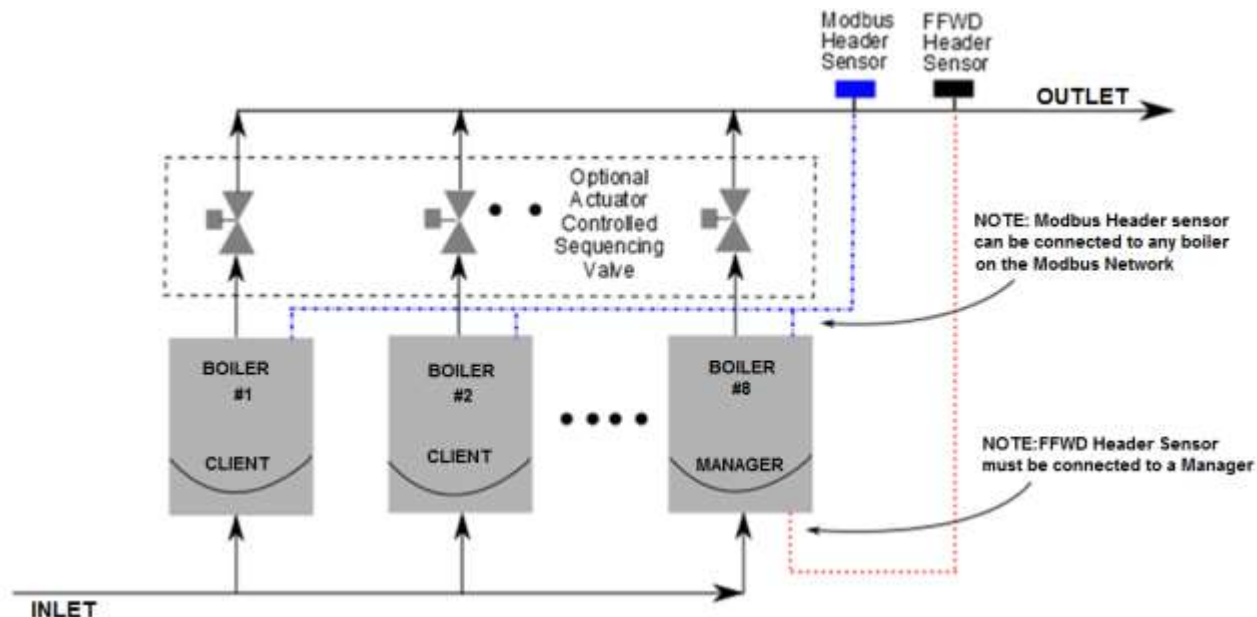 Modbus
Header
Sensor
FFWD
Header
Sensor
OUTLET
Optional
Actuator
Controlled
Sequencing
Valve
NOTE: Modbus Header sensor
can be connected to any boiler
on the Modbus Network
BOILER
#1
CLIENT
BOILER
#2
CLIENT
BOILER
#8
MANAGER
NOTE:FFWD Header Sensor
must be connected to a Manager
INLET